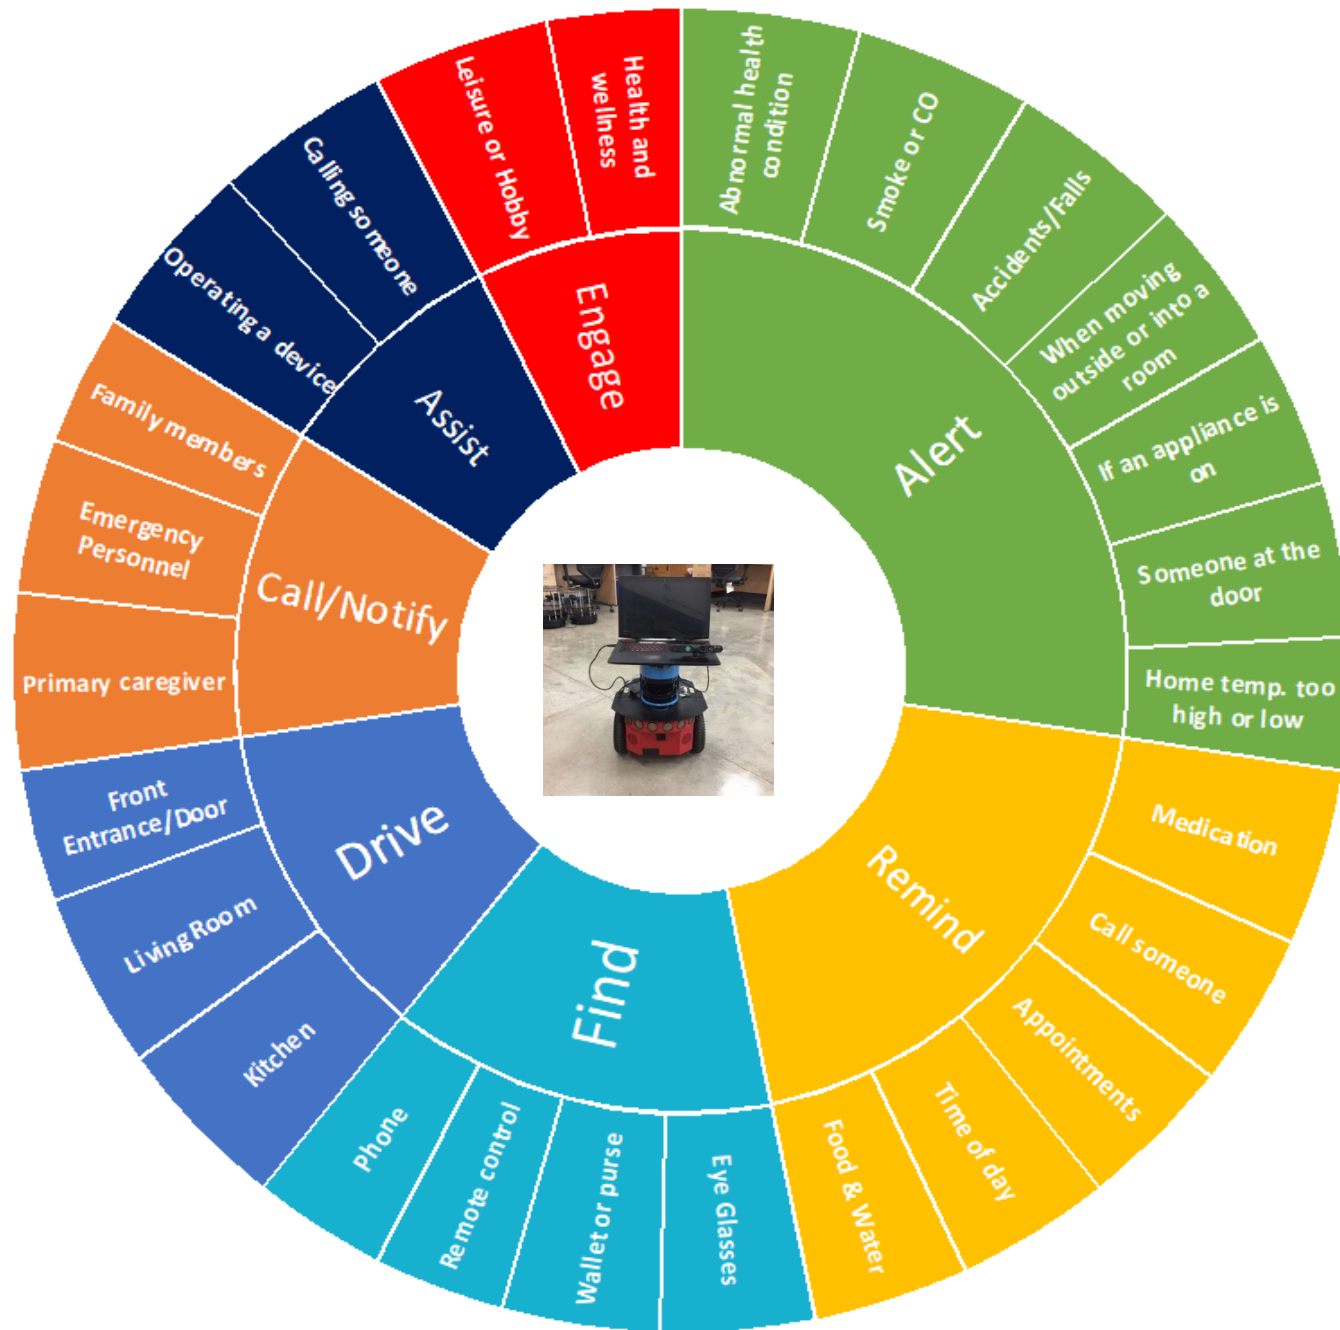 Alert
Abnormal health
condition
Smoke or CO
Accidents/Falls
When moving
outside or into a
room
If an appliance is
on
Someone at the
door
Home temp. too
high or low
Remind
Medication
Call someone
Appointments
Time of day
Food & Water
Find
Eye Glasses
Wallet or purse
Remote control
Phone
Drive
Kitchen
Living Room
Front
Entrance/Door
Call/Notify
Primary caregiver
Emergency
Personnel
Family members
Assist
Operating a device
Calling someone
Engage
Leisure or Hobby
Health and
wellness